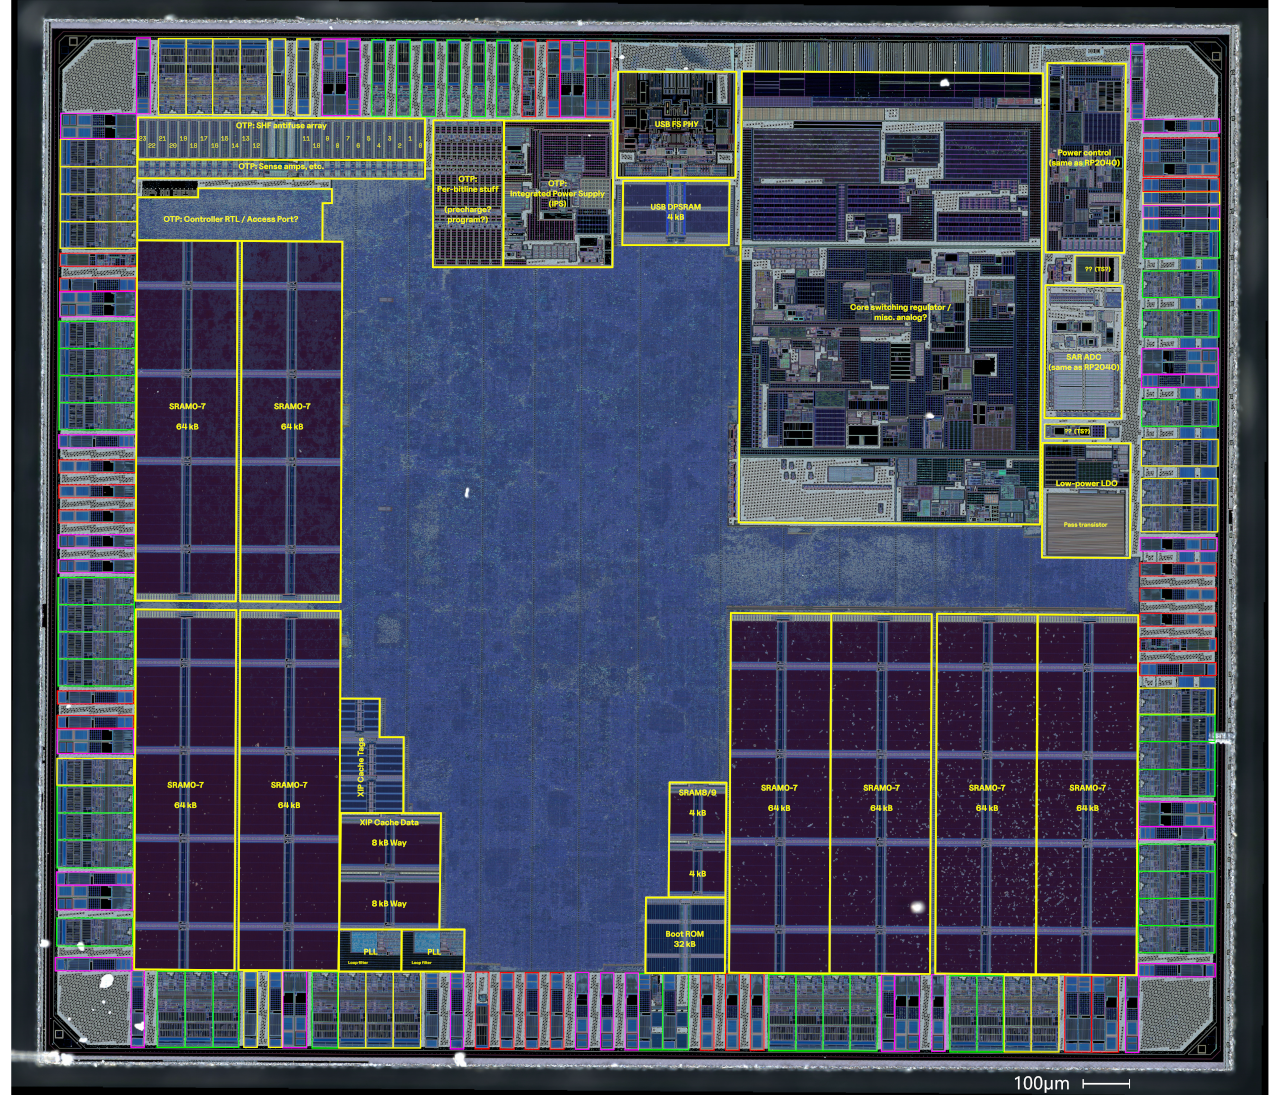 OTP: SHF antifuse array
23 21 19 18 17 16 15 14 13 11 9 7 5 3 1
22 20 18 16 14 12 10 8 6 4 2 0
OTP: Sense amps, etc.
OTP: Controller RTL / Access Port?
OTP:
Per-bitline stuff
(precharge?
program?)
OTP:
Integrated Power Supply
(IPS)
USB FS PHY
USB DPSRAM
4 kB
Power control
(same as RP2040)
?? (TS?)
Core switching regulator /
misc. analog?
SAR ADC
(same as RP2040)
?? (TS?)
Low-power LDO
Pass transistor
SRAM0-7
64 kB
SRAM0-7
64 kB
SRAM0-7
64 kB
SRAM0-7
64 kB
XIP Cache Tags
XIP Cache Data
8 kB Way
8 kB Way
PLL
Loop filter
PLL
Loop Filter
SRAM8/9
4 kB
4 kB
Boot ROM
32 kB
SRAM0-7
64 kB
SRAM0-7
64 kB
SRAM0-7
64 kB
SRAM0-7
64 kB
100µm